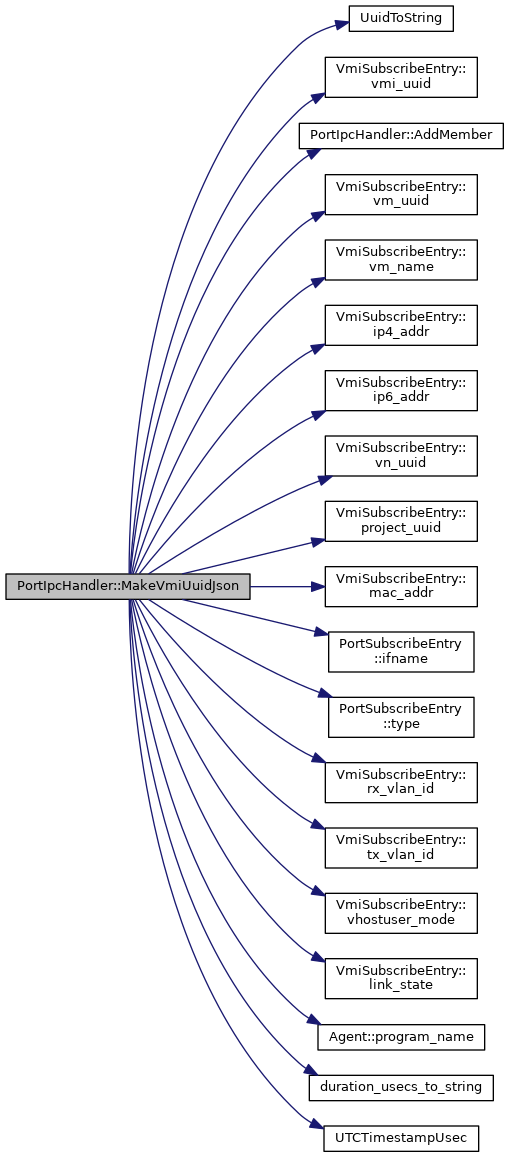 UuidToString
VmiSubscribeEntry::
vmi_uuid
PortIpcHandler::AddMember
VmiSubscribeEntry::
vm_uuid
VmiSubscribeEntry::
vm_name
VmiSubscribeEntry::
ip4_addr
VmiSubscribeEntry::
ip6_addr
VmiSubscribeEntry::
vn_uuid
VmiSubscribeEntry::
project_uuid
PortIpcHandler::MakeVmiUuidJson
VmiSubscribeEntry::
mac_addr
PortSubscribeEntry
::ifname
PortSubscribeEntry
::type
VmiSubscribeEntry::
rx_vlan_id
VmiSubscribeEntry::
tx_vlan_id
VmiSubscribeEntry::
vhostuser_mode
VmiSubscribeEntry::
link_state
Agent::program_name
duration_usecs_to_string
UTCTimestampUsec